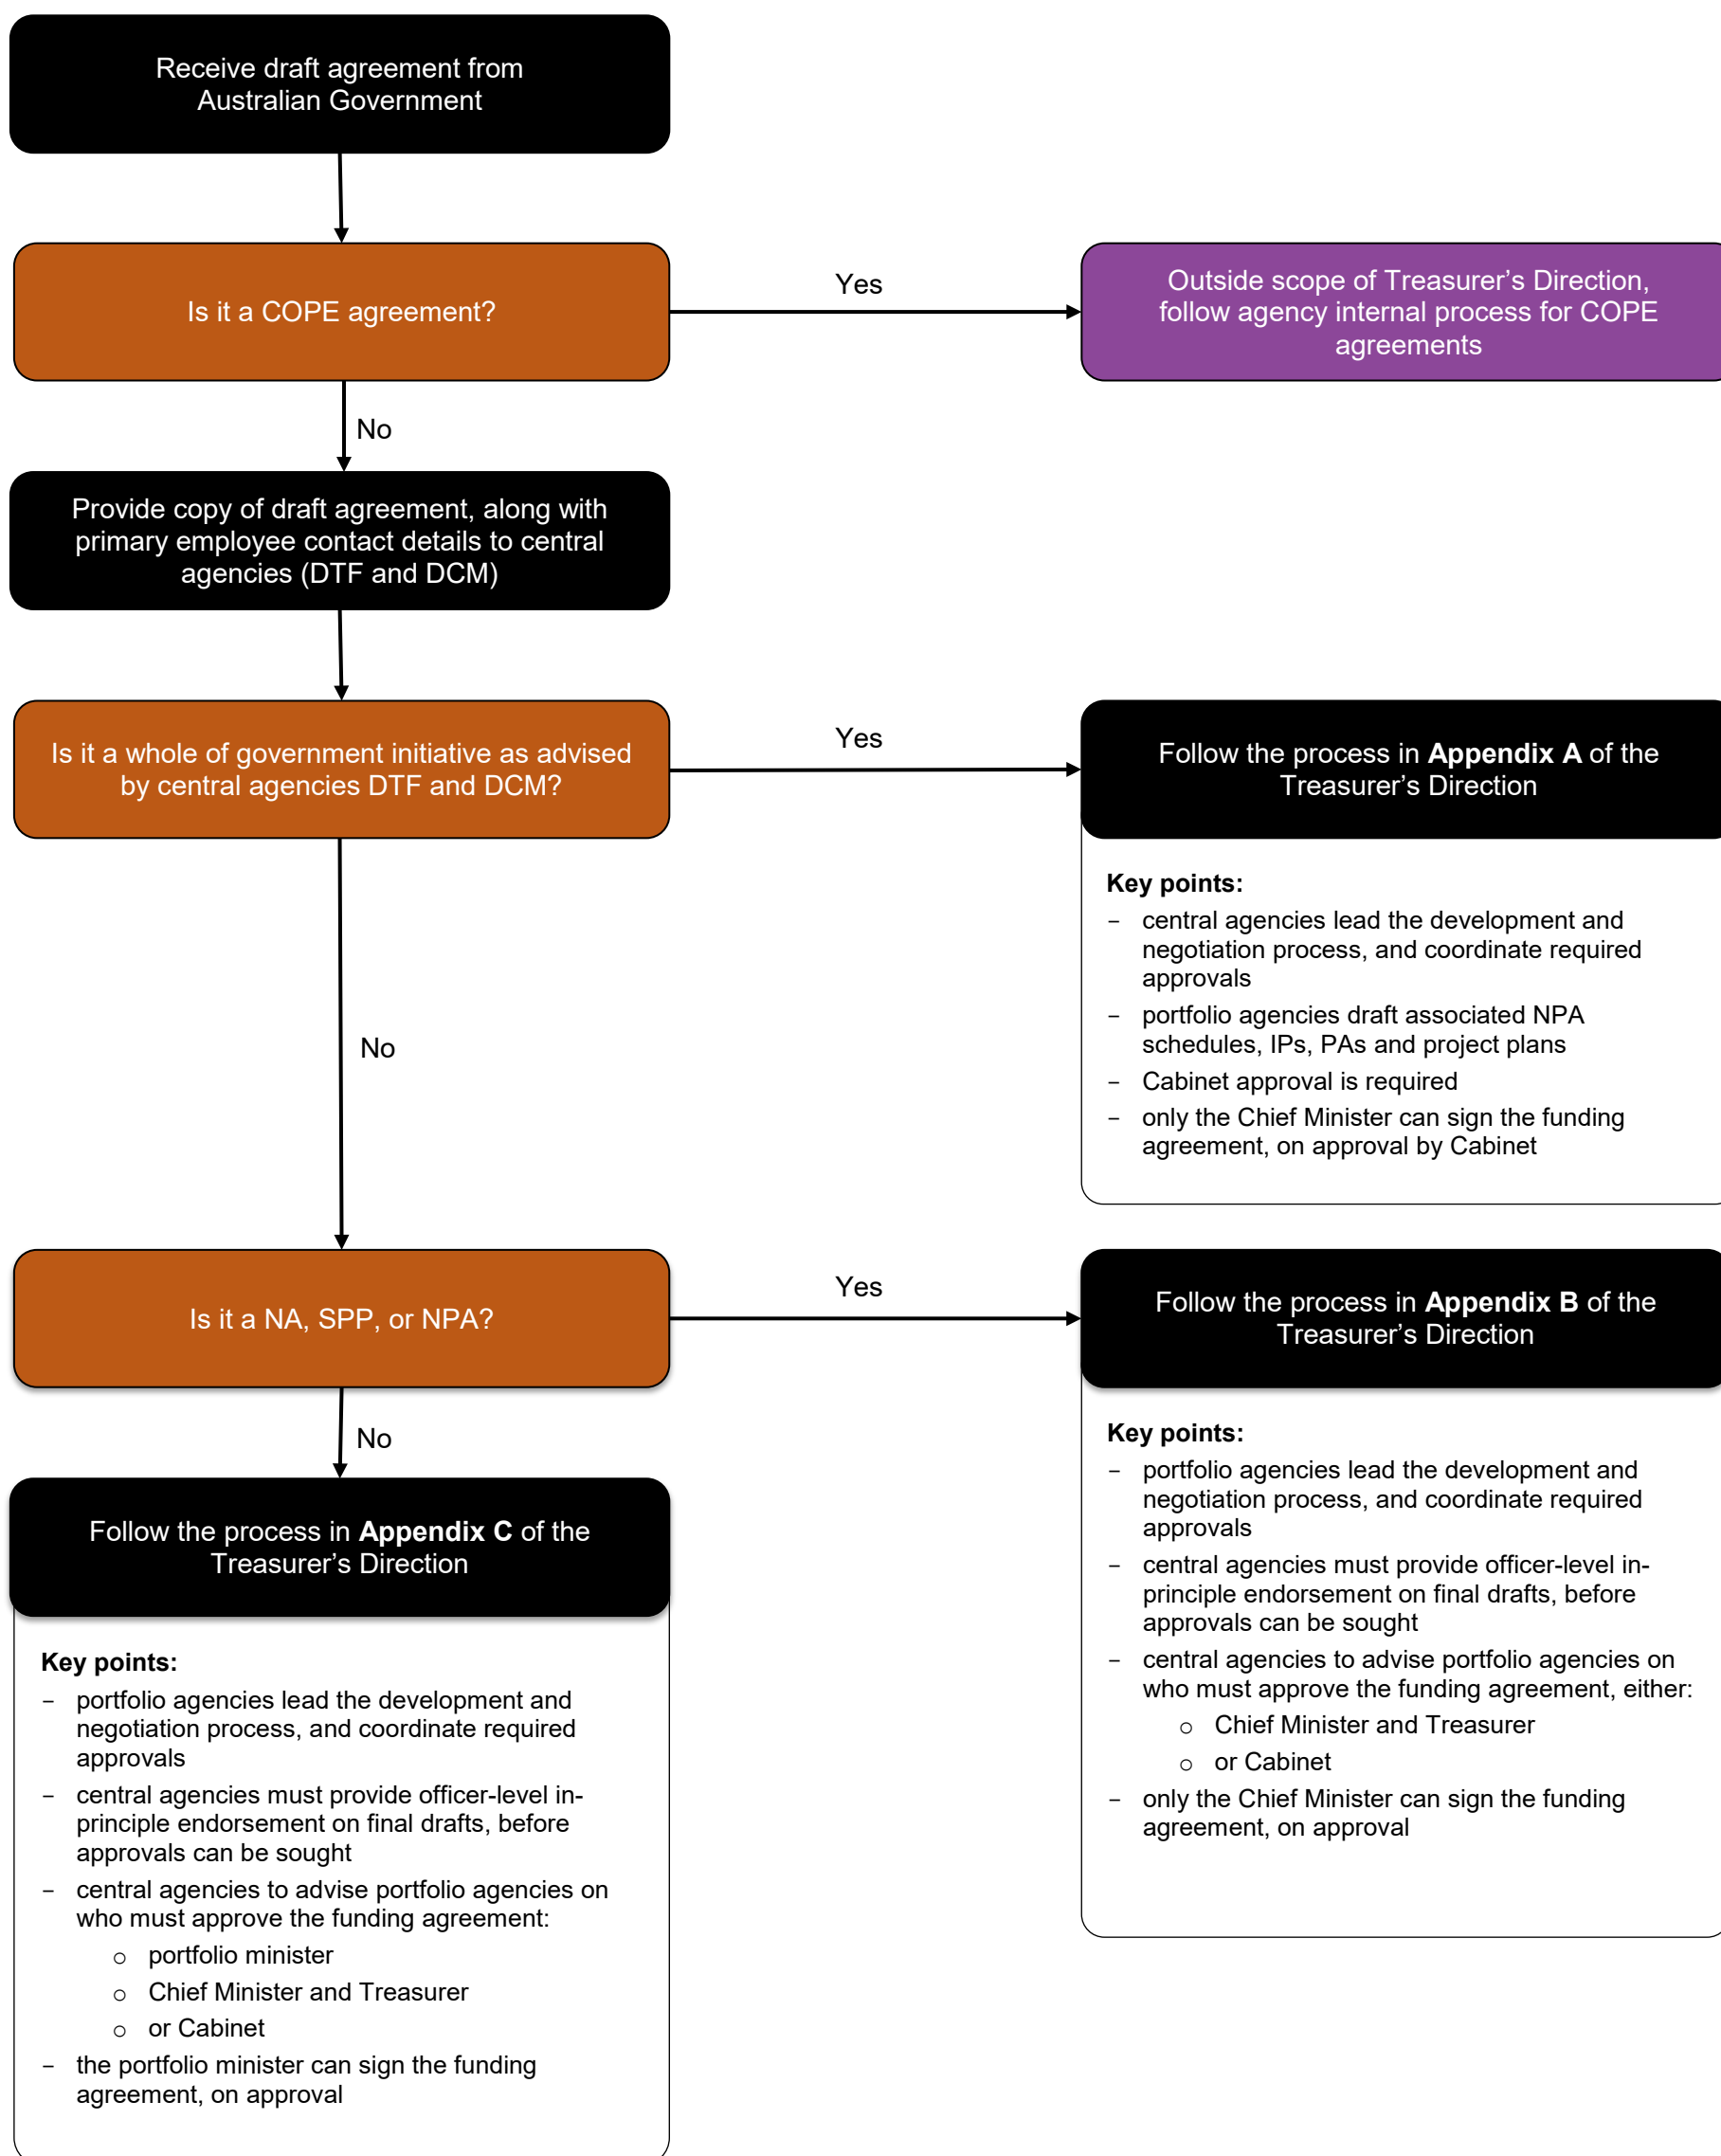 Receive draft agreement from
Australian Government
Is it a COPE agreement?
Yes
Outside scope of Treasurer’s Direction,
follow agency internal process for COPE
agreements
No
Provide copy of draft agreement, along with
primary employee contact details to central
agencies (DTF and DCM)
Is it a whole of government initiative as advised
by central agencies DTF and DCM?
Yes
Follow the process in Appendix A of the
Treasurer’s Direction
Key points:
- central agencies lead the development and
negotiation process, and coordinate required
approvals
- portfolio agencies draft associated NPA
schedules, IPs, PAs and project plans
- Cabinet approval is required
- only the Chief Minister can sign the funding
agreement, on approval by Cabinet
No
Is it a NA, SPP, or NPA?
Yes
Follow the process in Appendix B of the
Treasurer’s Direction
Key points:
- portfolio agencies lead the development and
negotiation process, and coordinate required
approvals
- central agencies must provide officer-level in-
principle endorsement on final drafts, before
approvals can be sought
- central agencies to advise portfolio agencies on
who must approve the funding agreement, either:
o Chief Minister and Treasurer
o or Cabinet
- only the Chief Minister can sign the funding
agreement, on approval
No
Follow the process in Appendix C of the
Treasurer’s Direction
Key points:
- portfolio agencies lead the development and
negotiation process, and coordinate required
approvals
- central agencies must provide officer-level in-
principle endorsement on final drafts, before
approvals can be sought
- central agencies to advise portfolio agencies on
who must approve the funding agreement:
o portfolio minister
o Chief Minister and Treasurer
o or Cabinet
- the portfolio minister can sign the funding
agreement, on approval